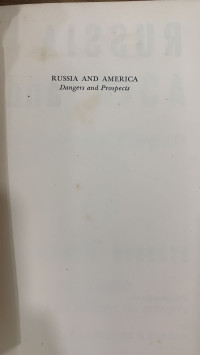 RUSSIA AND AMERICA
Dangers and Prospects